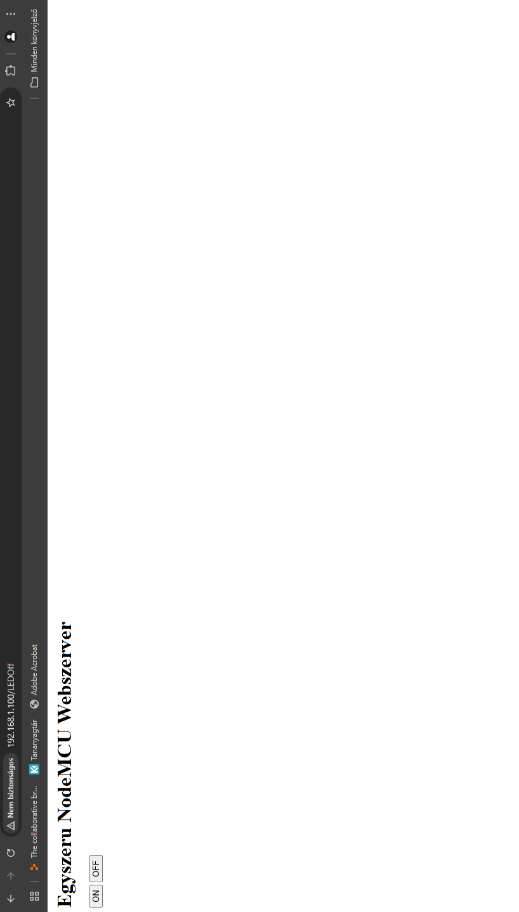 Nem biztonságos 192.168.1.100/LEDOff
The collaborative br... Tananyagtár Adobe Acrobat Minden könyvjelző
Egyszeru NodeMCU Webszerver
ON OFF